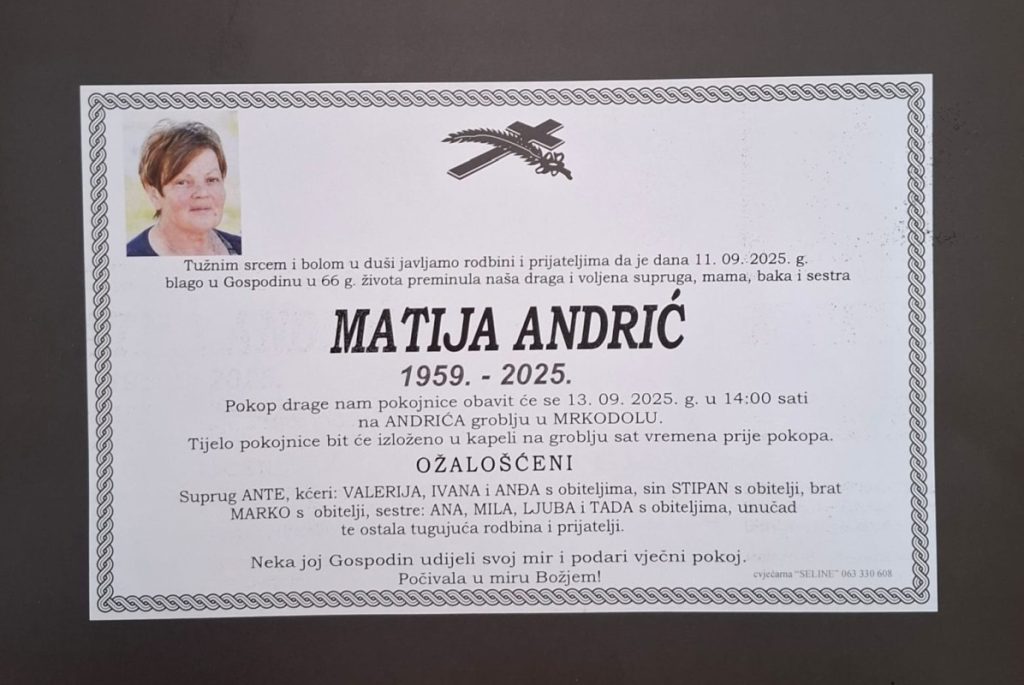 Tužnim srcem i bolom u duši javljamo rodbini i prijateljima da je dana 11. 09. 2025. g.
blago u Gospodinu u 66 g. života preminula naša draga i voljena supruga, mama, baka i sestra
MATIJA ANDRIĆ
1959. - 2025.
Pokop drage nam pokojnice obavit će se 13. 09. 2025. g. u 14:00 sati
na ANDRIĆA groblju u MRKODOLU.
Tijelo pokojnice bit će izloženo u kapeli na groblju sat vremena prije pokopa.
OŽALOŠĆENI
Suprug ANTE, kćeri: VALERIJA, IVANA i ANĐA s obiteljima, sin STIPAN s obitelji, brat
MARKO s obitelji, sestre: ANA, MILA, LJUBA i TADA s obiteljima, unučad
te ostala tugujuća rodbina i prijatelji.
Neka joj Gospodin udijeli svoj mir i podari vječni pokoj.
Počivala u miru Božjem!
cvjećarna "SELINE" 063 330 608